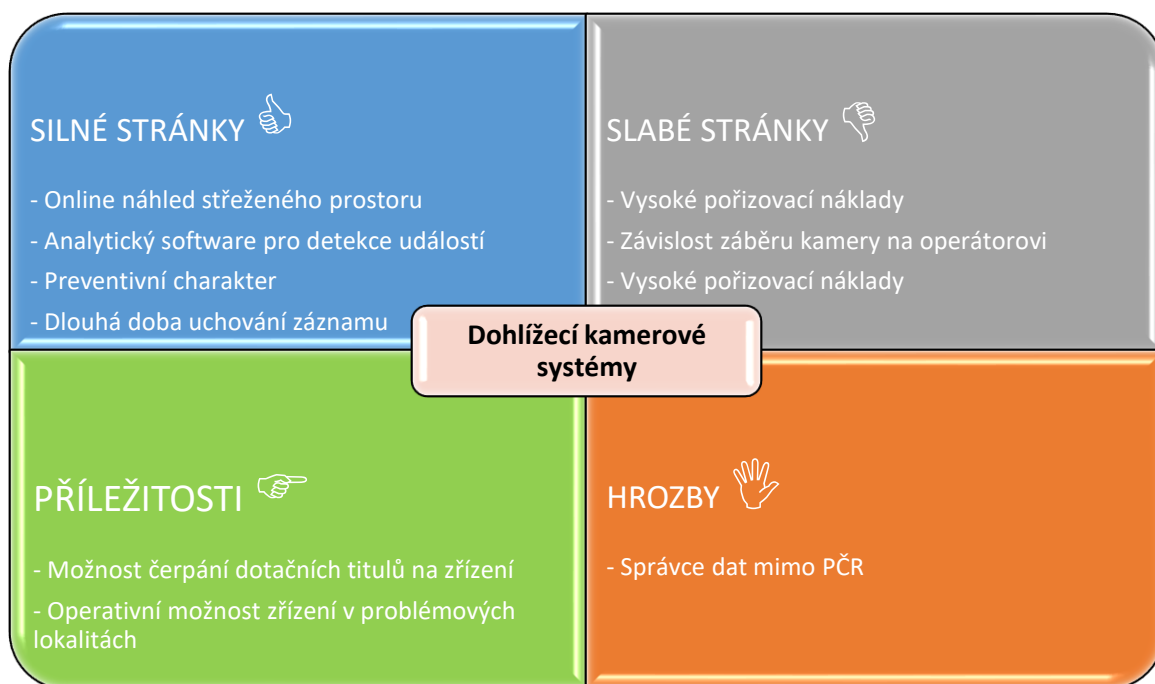 SILNÉ STRÁNKY
- Online náhled střeženého prostoru
- Analytický software pro detekce událostí
- Preventivní charakter
- Dlouhá doba uchování záznamu
SLABÉ STRÁNKY
- Vysoké pořizovací náklady
- Závislost záběru kamery na operátorovi
- Vysoké pořizovací náklady
Dohlížecí kamerové
systémy
PŘÍLEŽITOSTI
- Možnost čerpání dotačních titulů na zřízení
- Operativní možnost zřízení v problémových
lokalitách
HROZBY
- Správce dat mimo PČR